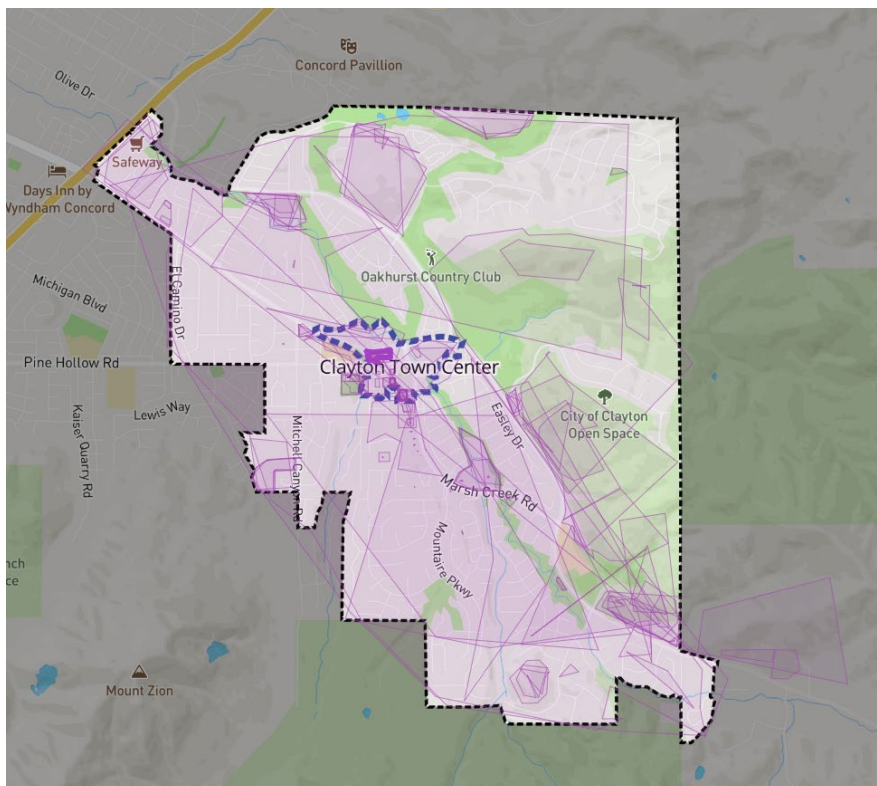 Concord Pavillion
Olive Dr
Safeway
Days Inn by
Wyndham Concord
Oakhurst Country Club
El Camino Dr
Michigan Blvd
Pine Hollow Rd
Clayton Town Center
Lewis Way
Kaiser Quarry Rd
Mitchell Canyon Rd
Easley Dr
City of Clayton
Open Space
Marsh Creek Rd
Mountaire Pkwy
nch
ce
Mount Zion